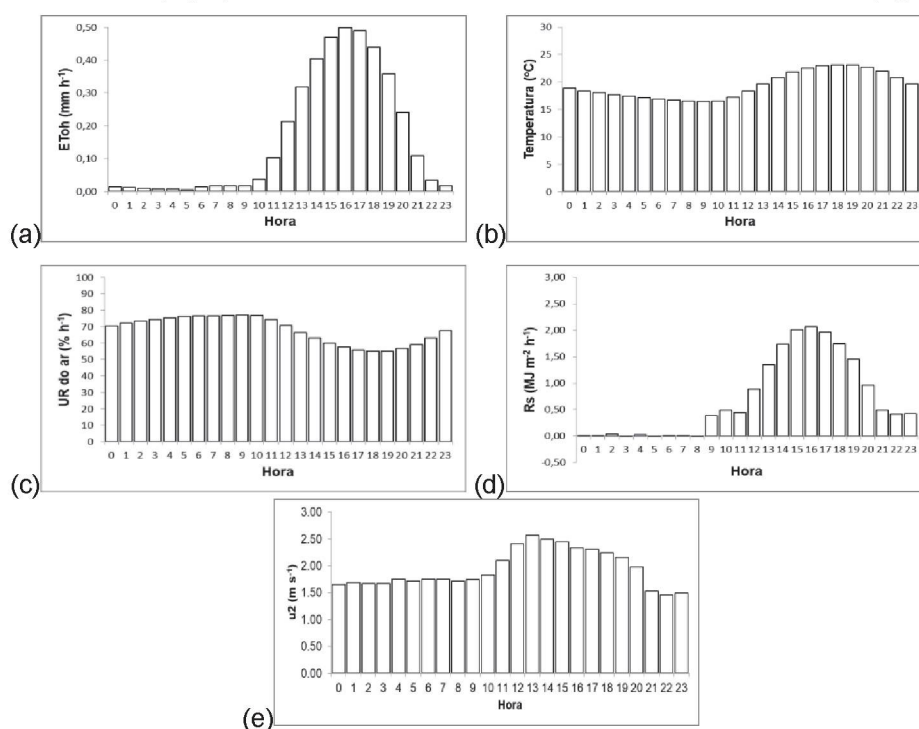 0,50
0,40
0,30
0,20
0,10
0,00
EToh (mm h-1)
0 1 2 3 4 5 6 7 8 9 10 11 12 13 14 15 16 17 18 19 20 21 22 23
Hora
(a)
30
25
20
15
10
5
0
Temperatura (ºC)
0 1 2 3 4 5 6 7 8 9 10 11 12 13 14 15 16 17 18 19 20 21 22 23
Hora
(b)
100
90
80
70
60
50
40
30
20
10
0
UR do ar (% h-1)
0 1 2 3 4 5 6 7 8 9 10 11 12 13 14 15 16 17 18 19 20 21 22 23
Hora
(c)
3,00
2,50
2,00
1,50
1,00
0,50
0,00
-0,50
Rs (MJ m-2 h-1)
0 1 2 3 4 5 6 7 8 9 10 11 12 13 14 15 16 17 18 19 20 21 22 23
Hora
(d)
3.00
2.50
2.00
1.50
1.00
0.50
0.00
u2 (m s-1)
0 1 2 3 4 5 6 7 8 9 10 11 12 13 14 15 16 17 18 19 20 21 22 23
Hora
(e)